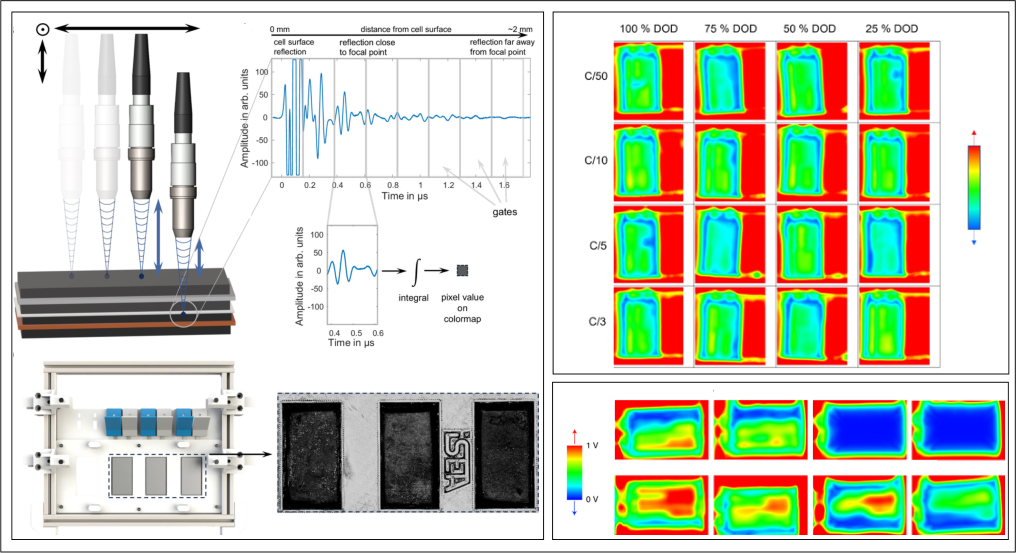 0 mm distance from cell surface ~2 mm
cell surface
reflection
reflection close
to focal point
reflection far away
from focal point
Amplitude in arb. units
100
50
0
-50
-100
0 0.2 0.4 0.6 0.8 1 1.2 1.4 1.6
Time in μs
gates
Amplitude in arb. units
100
50
0
-50
-100
0.4 0.5 0.6
Time in μs
integral
pixel value
on
colormap
iSEA
100 % DOD 75 % DOD 50 % DOD 25 % DOD
C/50
C/10
C/5
C/3
1 V
0 V